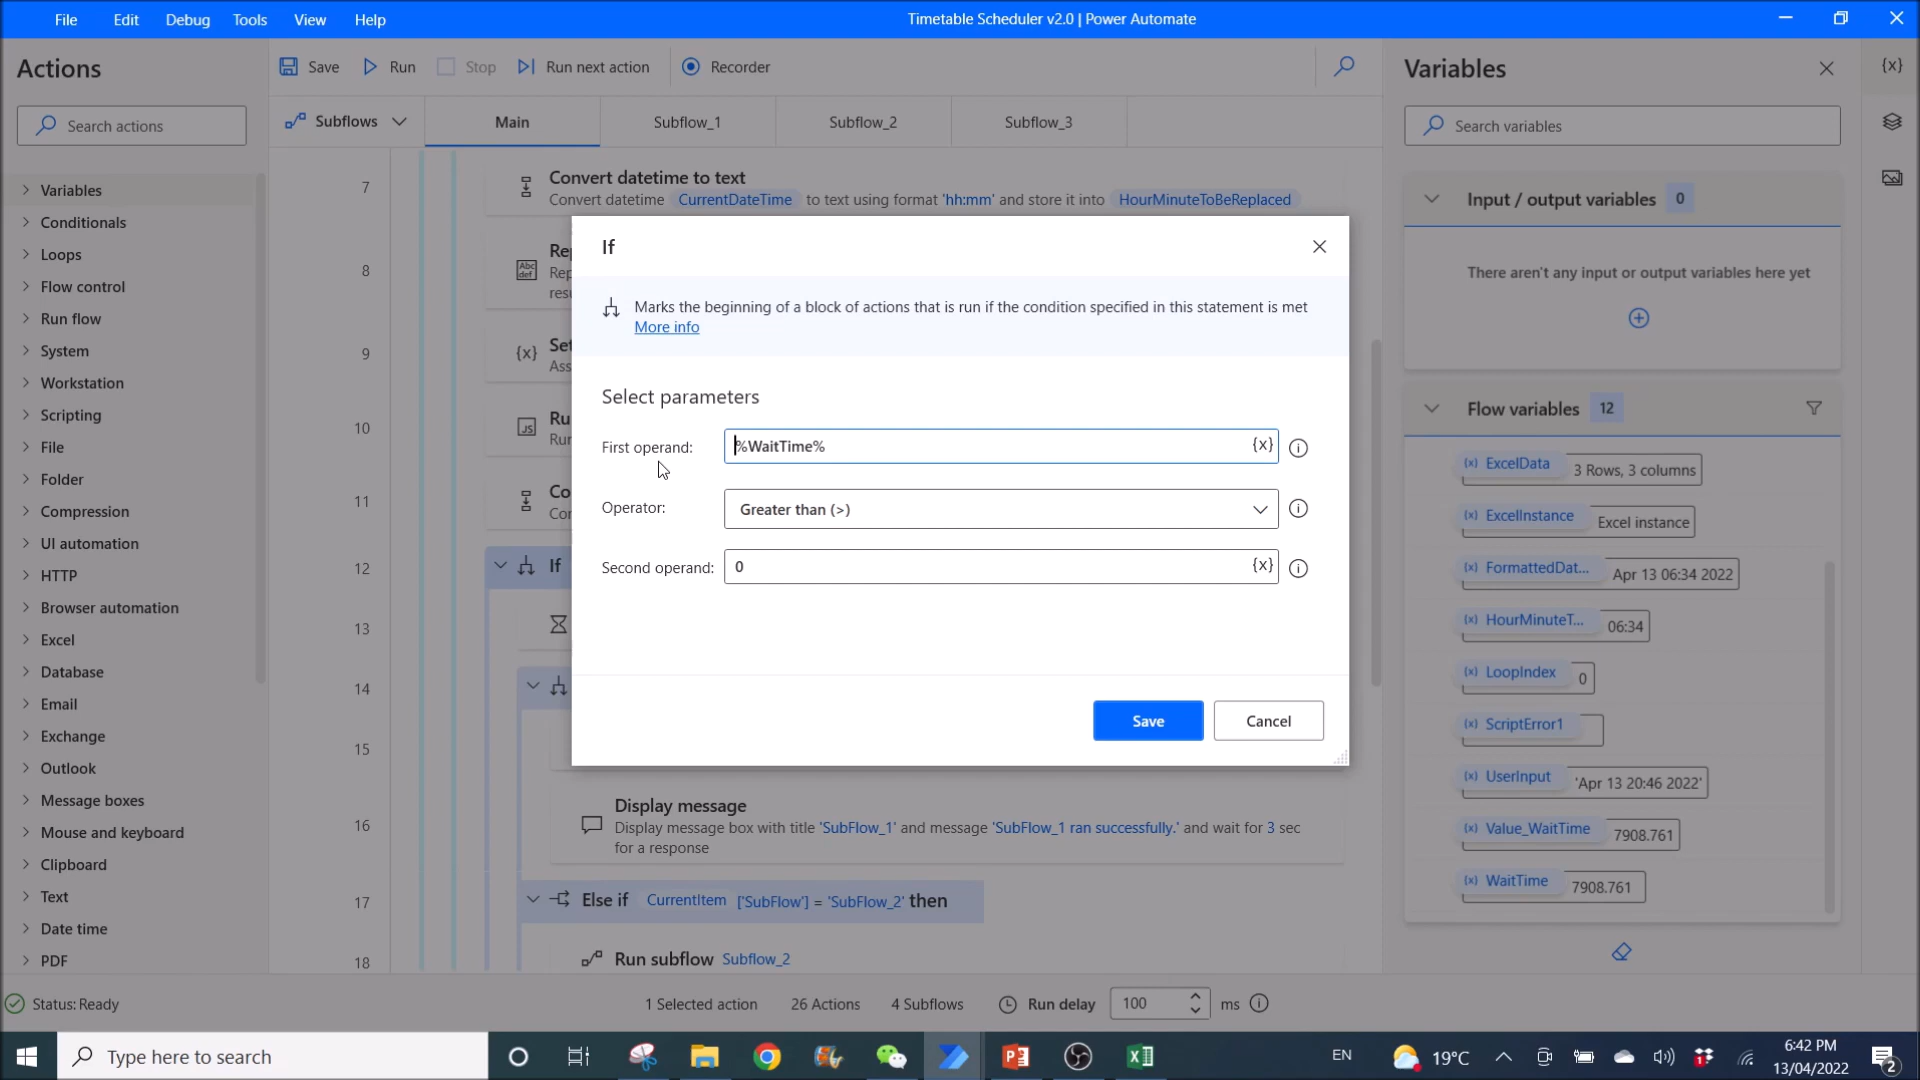 File Edit Debug Tools View Help
Timetable Scheduler v2.0 | Power Automate
Actions
Search actions
Variables
Conditionals
Loops
Flow control
Run flow
System
Workstation
Scripting
File
Folder
Compression
UI automation
HTTP
Browser automation
Excel
Database
Email
Exchange
Outlook
Message boxes
Mouse and keyboard
Clipboard
Text
Date time
PDF
Save Run Stop Run next action Recorder
Subflows Main Subflow_1 Subflow_2 Subflow_3
7 Convert datetime to text
Convert datetime CurrentDateTime to text using format 'hh:mm' and store it into HourMinuteToBeReplaced
8
9 {x}
10
11
12 If
13
14
15
16 Display message
Display message box with title 'SubFlow_1' and message 'SubFlow_1 ran successfully.' and wait for 3 sec
for a response
17 Else if CurrentItem ['SubFlow'] = 'SubFlow_2' then
18 Run subflow Subflow_2
If
Marks the beginning of a block of actions that is run if the condition specified in this statement is met
More info
Select parameters
First operand: %WaitTime% {x}
Operator: Greater than (>)
Second operand: 0 {x}
Save Cancel
Variables {x}
Search variables
Input / output variables 0
There aren't any input or output variables here yet
Flow variables 12
(x) ExcelData 3 Rows, 3 columns
(x) ExcelInstance Excel instance
(x) FormattedDat... Apr 13 06:34 2022
(x) HourMinuteT... 06:34
(x) LoopIndex 0
(x) ScriptError1
(x) UserInput 'Apr 13 20:46 2022'
(x) Value_WaitTime 7908.761
(x) WaitTime 7908.761
Status: Ready 1 Selected action 26 Actions 4 Subflows Run delay 100 ms
Type here to search
EN 19°C 6:42 PM
13/04/2022
2